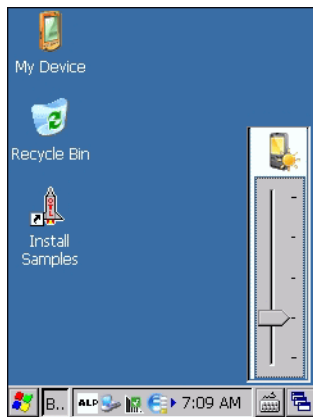 My Device
Recycle Bin
Install
Samples
B..
ALP
7:09 AM